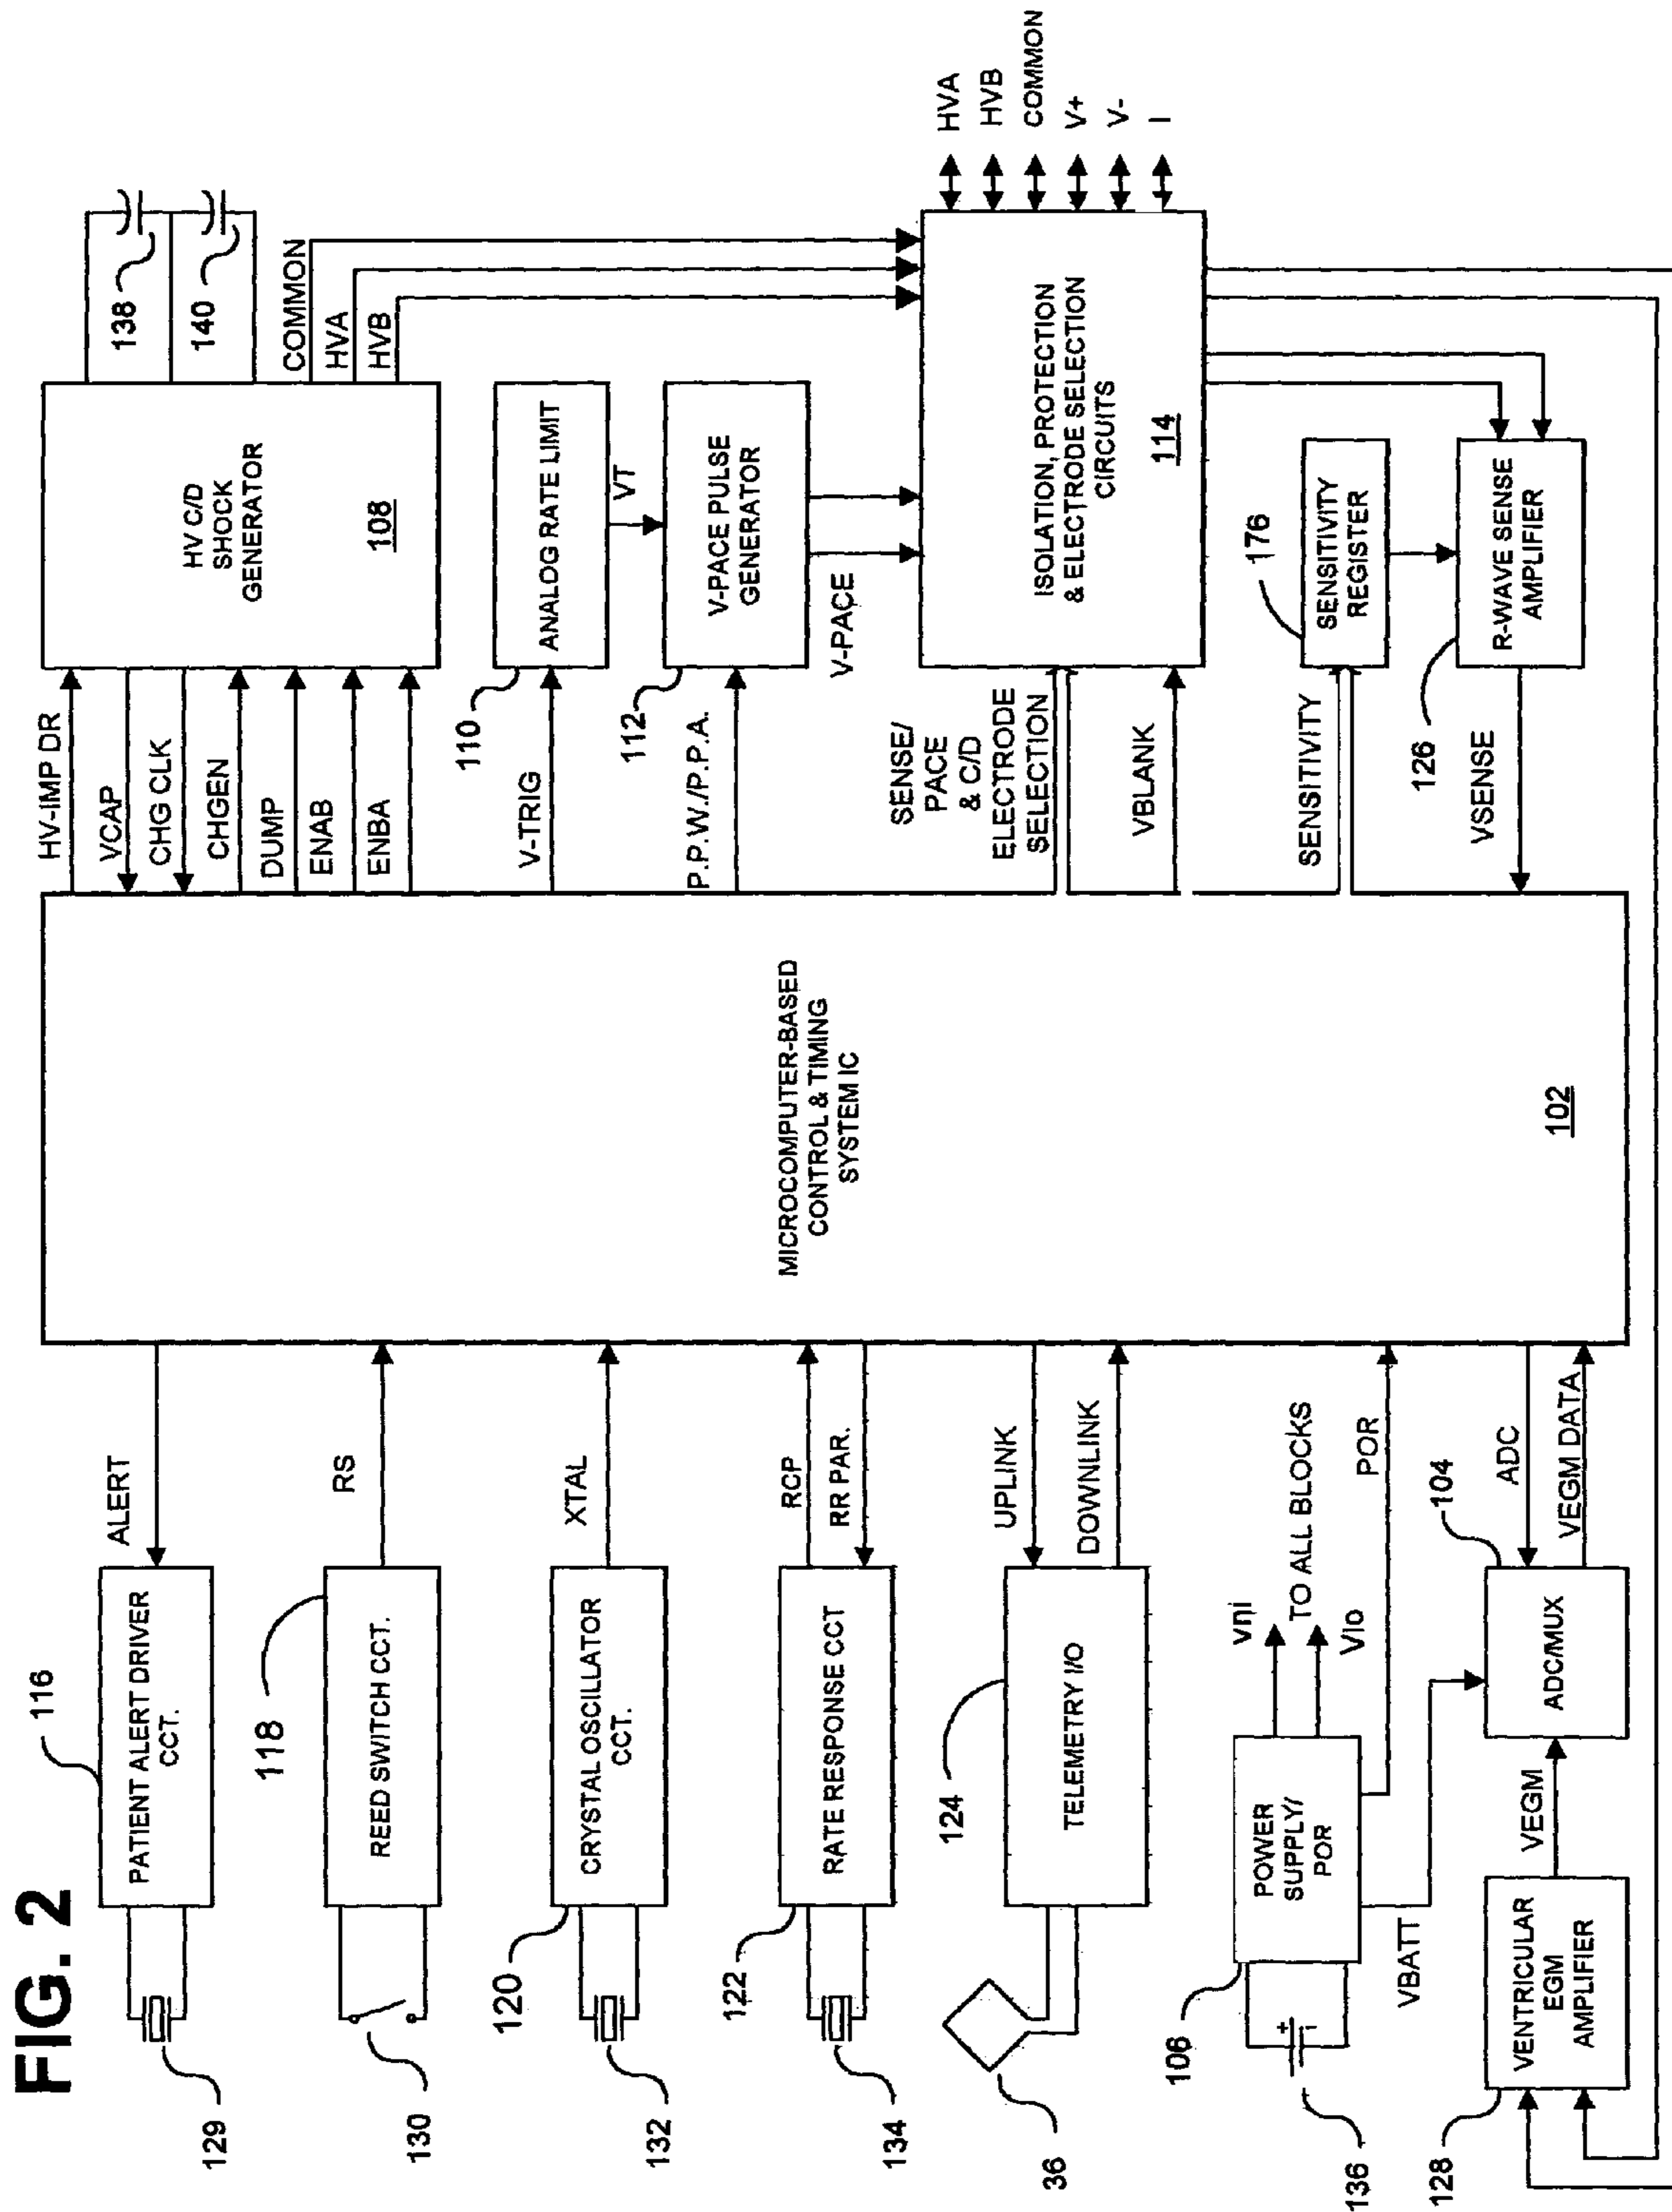 FIG. 2
116
PATIENT ALERT DRIVER
CCT.
129
ALERT
118
REED SWITCH CCT.
130
RS
CRYSTAL OSCILLATOR
CCT.
120
132
XTAL
RATE RESPONSE CCT
122
134
RCP
RR PAR.
TELEMETRY I/O
124
36
UPLINK
DOWNLINK
POWER
SUPPLY/
POR
106
136
vni
Vlo
TO ALL BLOCKS
POR
VBATT
VENTRICULAR
EGM
AMPLIFIER
128
VEGM
ADC/MUX
104
ADC
VEGM DATA
MICROCOMPUTER-BASED
CONTROL & TIMING
SYSTEM IC
102
HV-IMP DR
VCAP
CHG CLK
CHGEN
DUMP
ENAB
ENBA
HV C/D
SHOCK
GENERATOR
108
138
140
COMMON
HVA
HVB
V-TRIG
110
ANALOG RATE LIMIT
VT
P.P.W./P.P.A.
112
V-PACE PULSE
GENERATOR
V-PACE
SENSE/
PACE
& C/D
ELECTRODE
SELECTION
VBLANK
ISOLATION, PROTECTION
& ELECTRODE SELECTION
CIRCUITS
114
HVA
HVB
COMMON
V+
V-
I
SENSITIVITY
SENSITIVITY
REGISTER
176
VSENSE
126
R-WAVE SENSE
AMPLIFIER